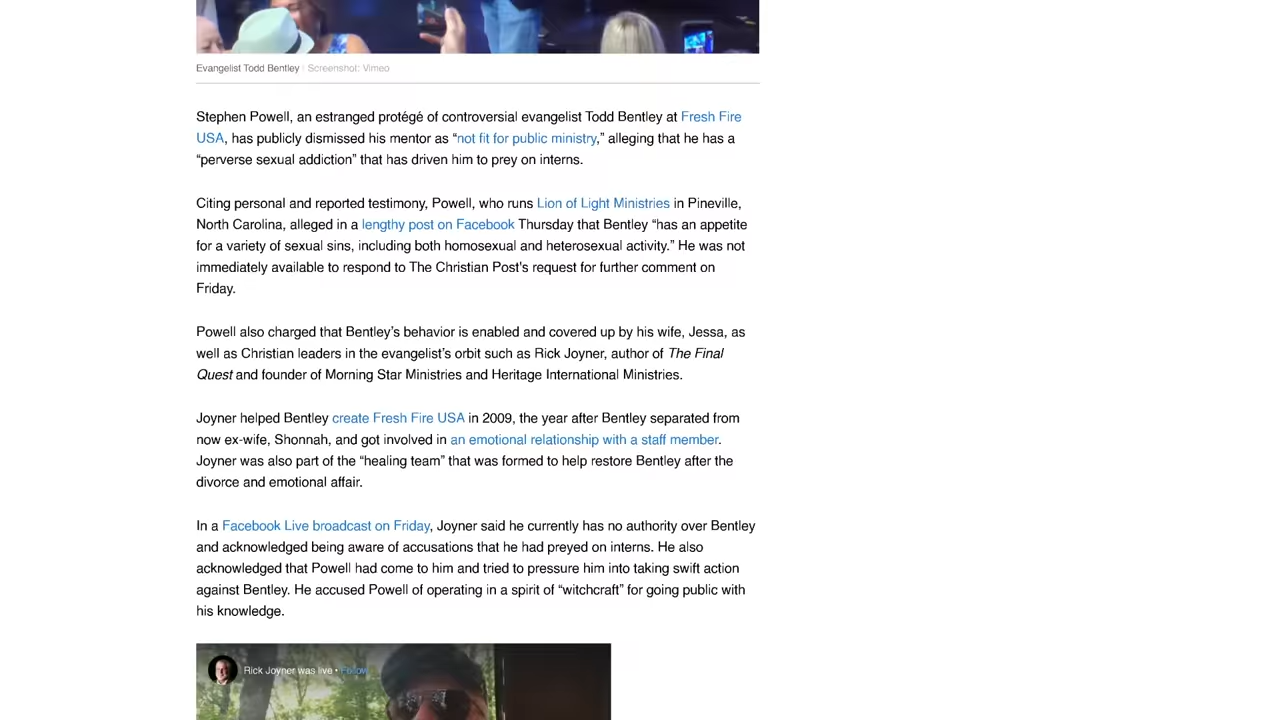 Evangelist Todd Bentley | Screenshot: Vimeo
Stephen Powell, an estranged protégé of controversial evangelist Todd Bentley at Fresh Fire
USA, has publicly dismissed his mentor as “not fit for public ministry,” alleging that he has a
“perverse sexual addiction” that has driven him to prey on interns.
Citing personal and reported testimony, Powell, who runs Lion of Light Ministries in Pineville,
North Carolina, alleged in a lengthy post on Facebook Thursday that Bentley “has an appetite
for a variety of sexual sins, including both homosexual and heterosexual activity.” He was not
immediately available to respond to The Christian Post's request for further comment on
Friday.
Powell also charged that Bentley’s behavior is enabled and covered up by his wife, Jessa, as
well as Christian leaders in the evangelist’s orbit such as Rick Joyner, author of The Final
Quest and founder of Morning Star Ministries and Heritage International Ministries.
Joyner helped Bentley create Fresh Fire USA in 2009, the year after Bentley separated from
now ex-wife, Shonnah, and got involved in an emotional relationship with a staff member.
Joyner was also part of the “healing team” that was formed to help restore Bentley after the
divorce and emotional affair.
In a Facebook Live broadcast on Friday, Joyner said he currently has no authority over Bentley
and acknowledged being aware of accusations that he had preyed on interns. He also
acknowledged that Powell had come to him and tried to pressure him into taking swift action
against Bentley. He accused Powell of operating in a spirit of “witchcraft” for going public with
his knowledge.
Rick Joyner was live • Follow